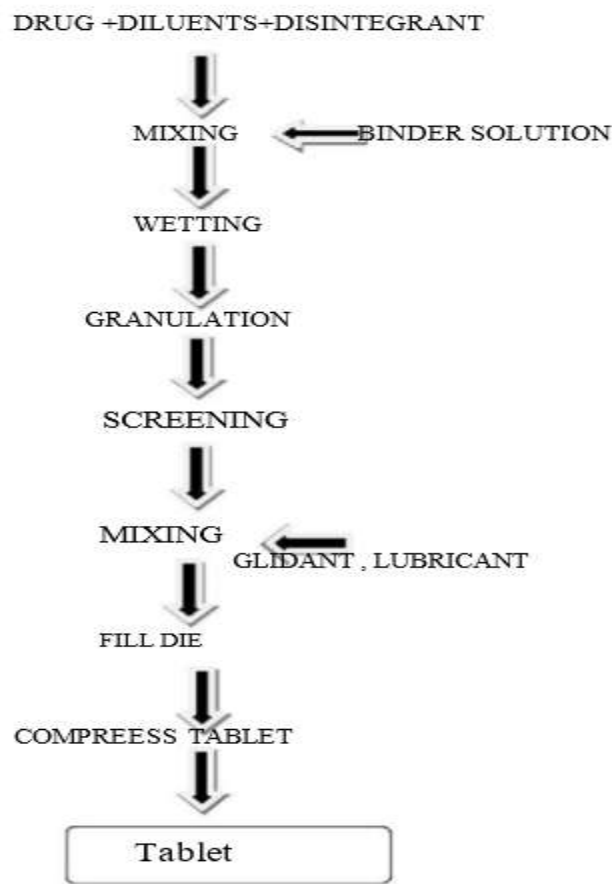 DRUG +DILUENTS+DISINTEGRANT
MIXING
BINDER SOLUTION
WETTING
GRANULATION
SCREENING
MIXING
GLIDANT , LUBRICANT
FILL DIE
COMPREESS TABLET
Tablet